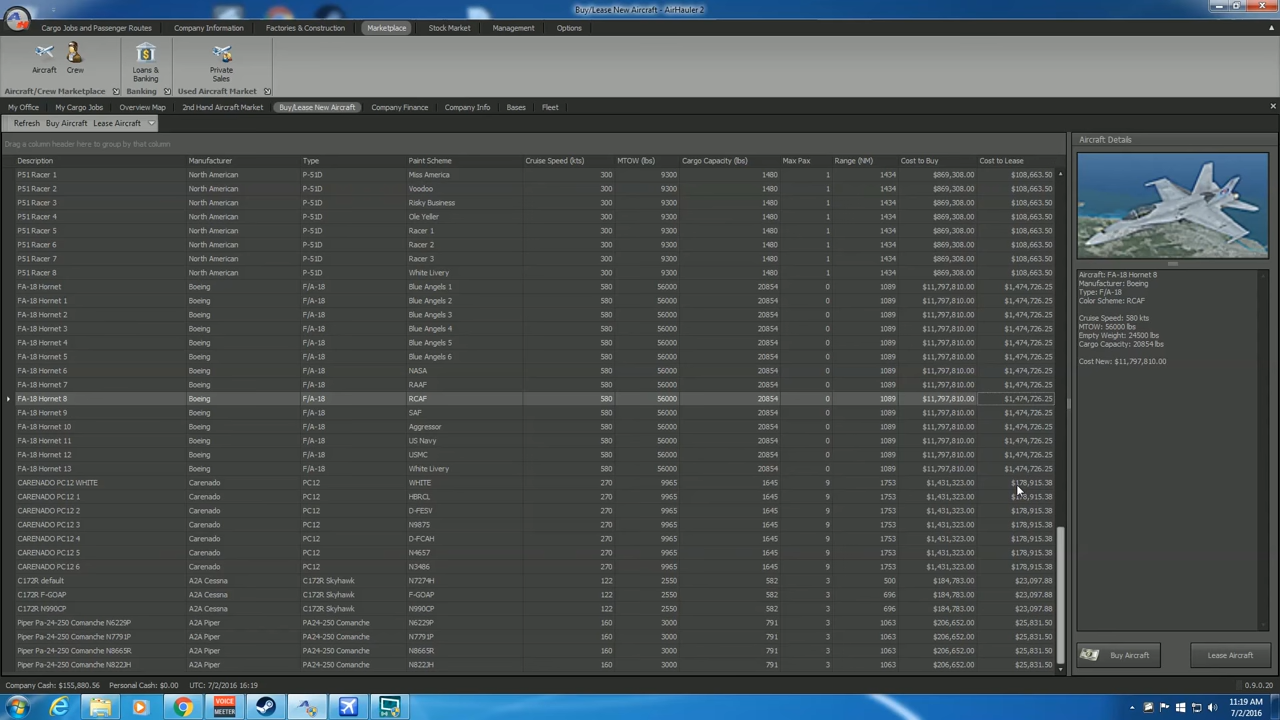 Buy/Lease New Aircraft - AirHauler2
Cargo Jobs and Passenger Routes Company Information Factories & Construction Marketplace Stock Market Management Options
Aircraft Crew Loans & Banking Private Sales
Aircraft/Crew Marketplace Banking Used Aircraft Market
My Office My Cargo Jobs Overview Map 2nd Hand Aircraft Market Buy/Lease New Aircraft Company Finance Company Info Bases Fleet
Refresh Buy Aircraft Lease Aircraft
Drag a column header here to group by that column
Description Manufacturer Type Paint Scheme Cruise Speed (kts) MTOW (lbs) Cargo Capacity (lbs) Max Pax Range (NM) Cost to Buy Cost to Lease
P51 Racer 1 North American P-51D Miss America 300 9300 1480 1 1434 $869,308.00 $108,663.50
P51 Racer 2 North American P-51D Voodoo 300 9300 1480 1 1434 $869,308.00 $108,663.50
P51 Racer 3 North American P-51D Risky Business 300 9300 1480 1 1434 $869,308.00 $108,663.50
P51 Racer 4 North American P-51D Ole Yeller 300 9300 1480 1 1434 $869,308.00 $108,663.50
P51 Racer 5 North American P-51D Racer 1 300 9300 1480 1 1434 $869,308.00 $108,663.50
P51 Racer 6 North American P-51D Racer 2 300 9300 1480 1 1434 $869,308.00 $108,663.50
P51 Racer 7 North American P-51D Racer 3 300 9300 1480 1 1434 $869,308.00 $108,663.50
P51 Racer 8 North American P-51D White Livery 300 9300 1480 1 1434 $869,308.00 $108,663.50
FA-18 Hornet Boeing F/A-18 Blue Angels 1 580 56000 20854 0 1089 $11,797,810.00 $1,474,726.25
FA-18 Hornet 1 Boeing F/A-18 Blue Angels 2 580 56000 20854 0 1089 $11,797,810.00 $1,474,726.25
FA-18 Hornet 2 Boeing F/A-18 Blue Angels 3 580 56000 20854 0 1089 $11,797,810.00 $1,474,726.25
FA-18 Hornet 3 Boeing F/A-18 Blue Angels 4 580 56000 20854 0 1089 $11,797,810.00 $1,474,726.25
FA-18 Hornet 4 Boeing F/A-18 Blue Angels 5 580 56000 20854 0 1089 $11,797,810.00 $1,474,726.25
FA-18 Hornet 5 Boeing F/A-18 Blue Angels 6 580 56000 20854 0 1089 $11,797,810.00 $1,474,726.25
FA-18 Hornet 6 Boeing F/A-18 NASA 580 56000 20854 0 1089 $11,797,810.00 $1,474,726.25
FA-18 Hornet 7 Boeing F/A-18 RAAF 580 56000 20854 0 1089 $11,797,810.00 $1,474,726.25
FA-18 Hornet 8 Boeing F/A-18 RCAF 580 56000 20854 0 1089 $11,797,810.00 $1,474,726.25
FA-18 Hornet 9 Boeing F/A-18 SAF 580 56000 20854 0 1089 $11,797,810.00 $1,474,726.25
FA-18 Hornet 10 Boeing F/A-18 Aggressor 580 56000 20854 0 1089 $11,797,810.00 $1,474,726.25
FA-18 Hornet 11 Boeing F/A-18 US Navy 580 56000 20854 0 1089 $11,797,810.00 $1,474,726.25
FA-18 Hornet 12 Boeing F/A-18 USMC 580 56000 20854 0 1089 $11,797,810.00 $1,474,726.25
FA-18 Hornet 13 Boeing F/A-18 White Livery 580 56000 20854 0 1089 $11,797,810.00 $1,474,726.25
CARENADO PC12 WHITE Carenado PC12 WHITE 270 9965 1645 9 1753 $1,431,323.00 $178,915.38
CARENADO PC12 1 Carenado PC12 HBRCL 270 9965 1645 9 1753 $1,431,323.00 $178,915.38
CARENADO PC12 2 Carenado PC12 D-FESV 270 9965 1645 9 1753 $1,431,323.00 $178,915.38
CARENADO PC12 3 Carenado PC12 N9875 270 9965 1645 9 1753 $1,431,323.00 $178,915.38
CARENADO PC12 4 Carenado PC12 D-FCAH 270 9965 1645 9 1753 $1,431,323.00 $178,915.38
CARENADO PC12 5 Carenado PC12 N4657 270 9965 1645 9 1753 $1,431,323.00 $178,915.38
CARENADO PC12 6 Carenado PC12 N3486 270 9965 1645 9 1753 $1,431,323.00 $178,915.38
C172R default A2A Cessna C172R Skyhawk N7274H 122 2550 582 3 500 $184,783.00 $23,097.88
C172R F-GOAP A2A Cessna C172R Skyhawk F-GOAP 122 2550 582 3 696 $184,783.00 $23,097.88
C172R N990CP A2A Cessna C172R Skyhawk N990CP 122 2550 582 3 696 $184,783.00 $23,097.88
Piper Pa-24-250 Comanche N6229P A2A Piper PA24-250 Comanche N6229P 160 3000 791 3 1063 $206,652.00 $25,831.50
Piper Pa-24-250 Comanche N7791P A2A Piper PA24-250 Comanche N7791P 160 3000 791 3 1063 $206,652.00 $25,831.50
Piper Pa-24-250 Comanche N8665R A2A Piper PA24-250 Comanche N8665R 160 3000 791 3 1063 $206,652.00 $25,831.50
Piper Pa-24-250 Comanche N8223H A2A Piper PA24-250 Comanche N8223H 160 3000 791 3 1063 $206,652.00 $25,831.50
Aircraft Details
Aircraft: FA-18 Hornet 8
Manufacturer: Boeing
Type: F/A-18
Color Scheme: RCAF
Cruise Speed: 580 kts
MTOW: 56000 lbs
Empty Weight: 24500 lbs
Cargo Capacity: 20854 lbs
Cost New: $11,797,810.00
Buy Aircraft Lease Aircraft
Company Cash: $155,880.56 Personal Cash: $0.00 UTC: 7/2/2016 16:19 0.9.0.20
VOICE MEETER
11:19 AM
7/2/2016